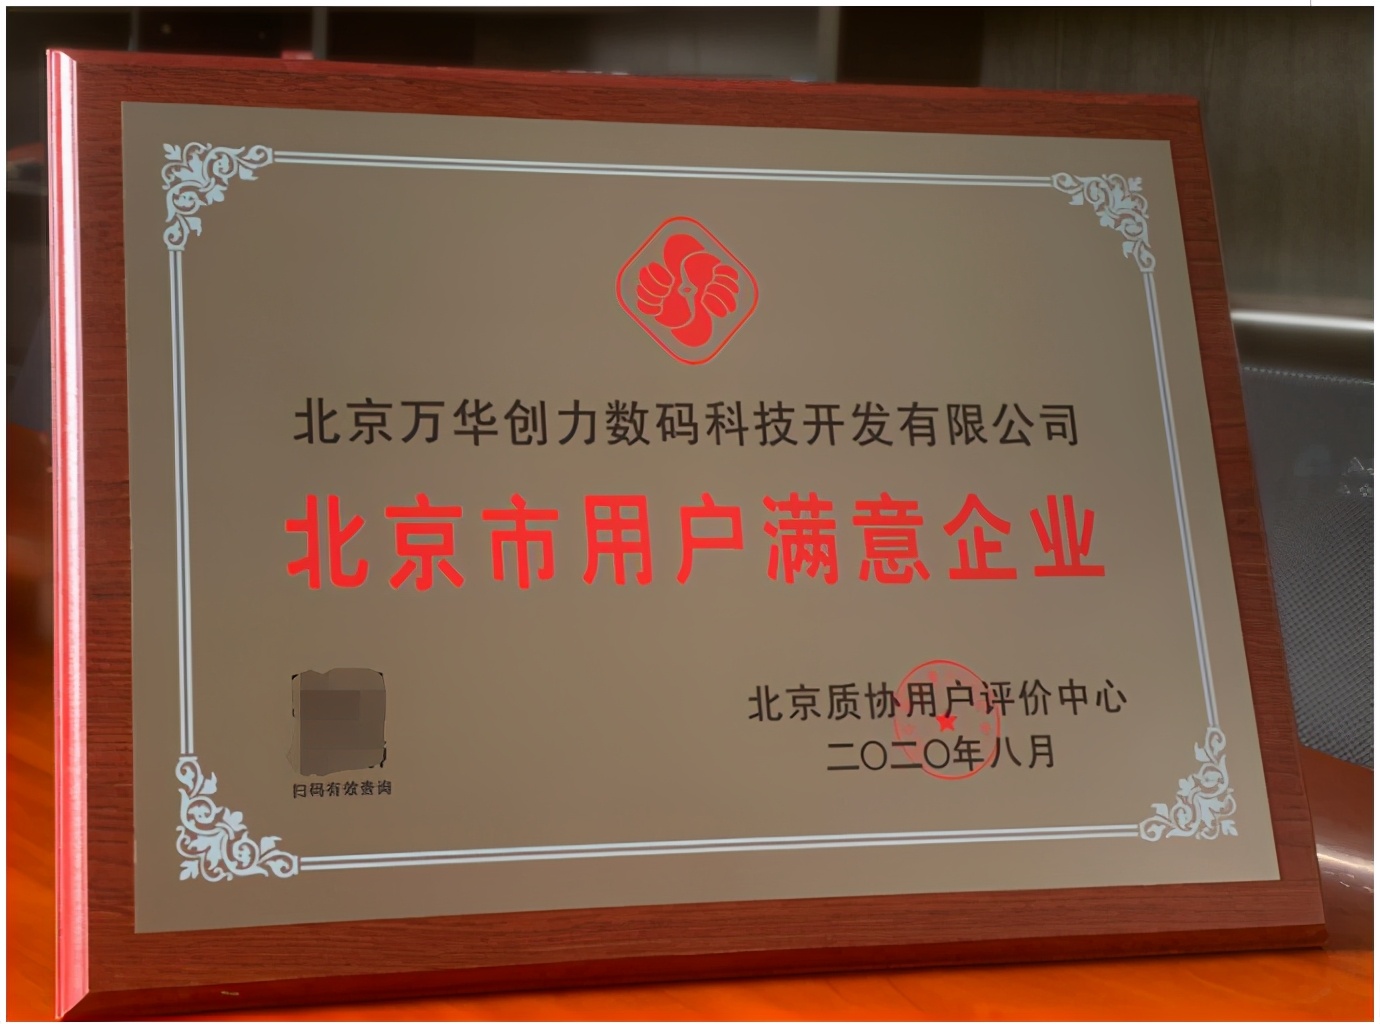 北京万华创力数码科技开发有限公司
北京市用户满意企业
北京质协用户评价中心
二〇二〇年八月
扫码有效查询